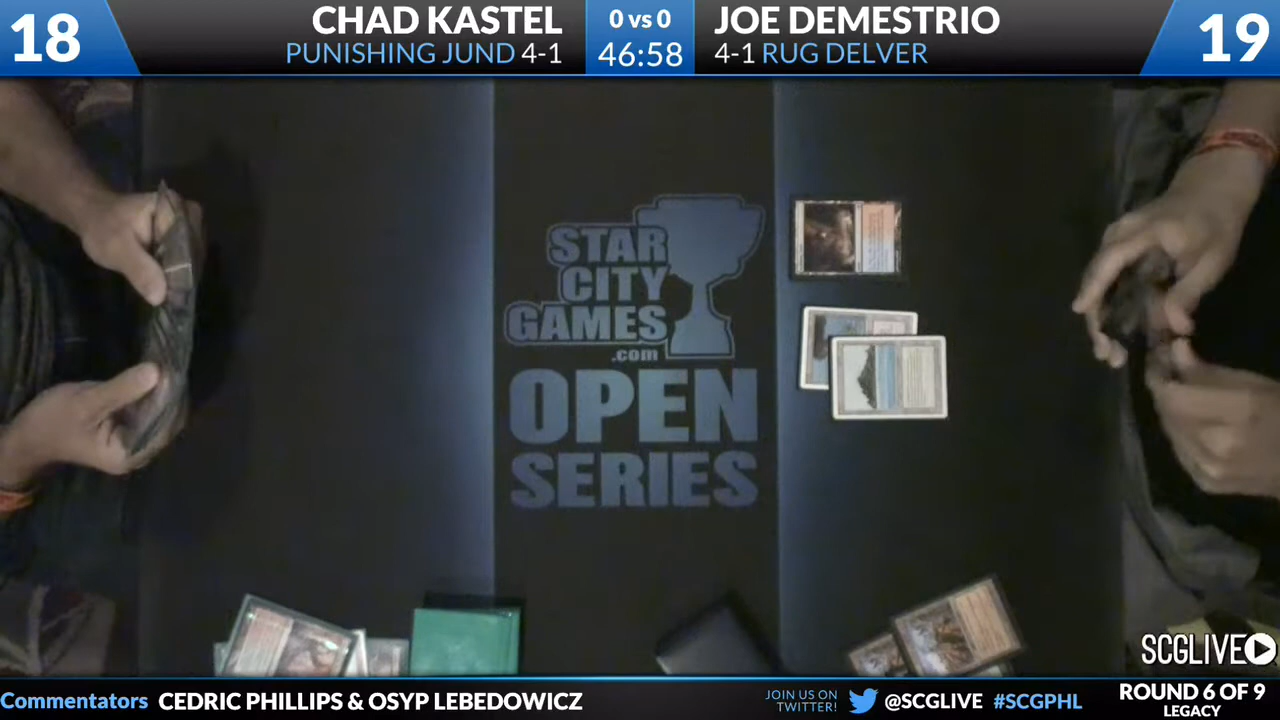 18
CHAD KASTEL
PUNISHING JUND 4-1
0 vs 0
46:58
JOE DEMESTRIO
4-1 RUG DELVER
19
STAR
CITY
GAMES
.com
OPEN
SERIES
SCGLIVE
Commentators CEDRIC PHILLIPS & OSYP LEBEDOWICZ
JOIN US ON
TWITTER!
@SCGLIVE #SCGPHL
ROUND 6 OF 9
LEGACY